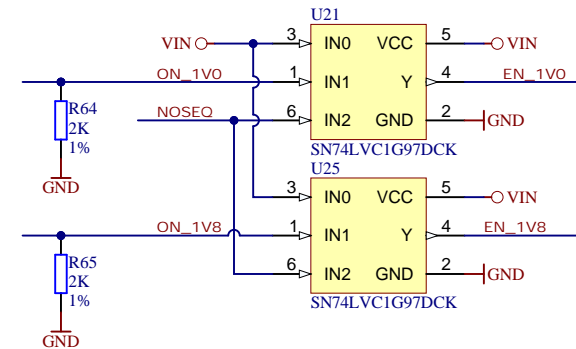 U21
VIN
3
IN0
VCC
5
VIN
ON_1V0
1
IN1
Y
4
EN_1V0
R64
2K
1%
NOSEQ
6
IN2
GND
2
GND
SN74LVC1G97DCK
GND
U25
3
IN0
VCC
5
VIN
ON_1V8
1
IN1
Y
4
EN_1V8
R65
2K
1%
6
IN2
GND
2
GND
SN74LVC1G97DCK
GND